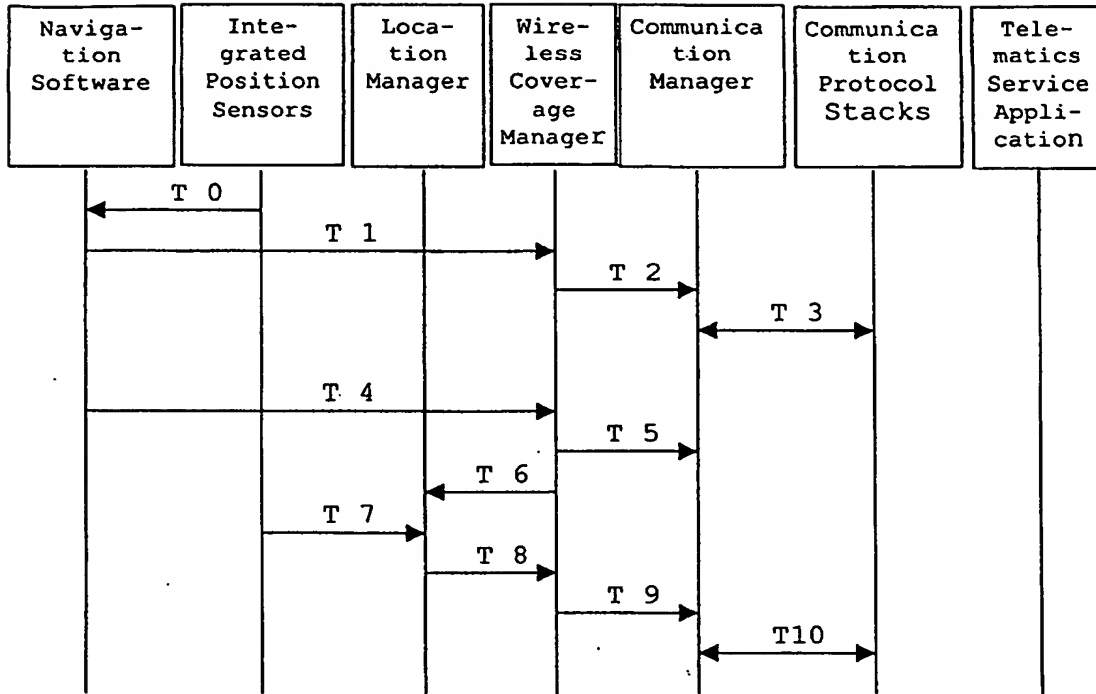 Naviga-
tion
Software
Inte-
grated
Position
Sensors
Loca-
tion
Manager
Wire-
less
Cover-
age
Manager
Communica
tion
Manager
Communica
tion
Protocol
Stacks
Tele-
matics
Service
Appli-
cation
T 0
T 1
T 2
T 3
T 4
T 5
T 6
T 7
T 8
T 9
T10